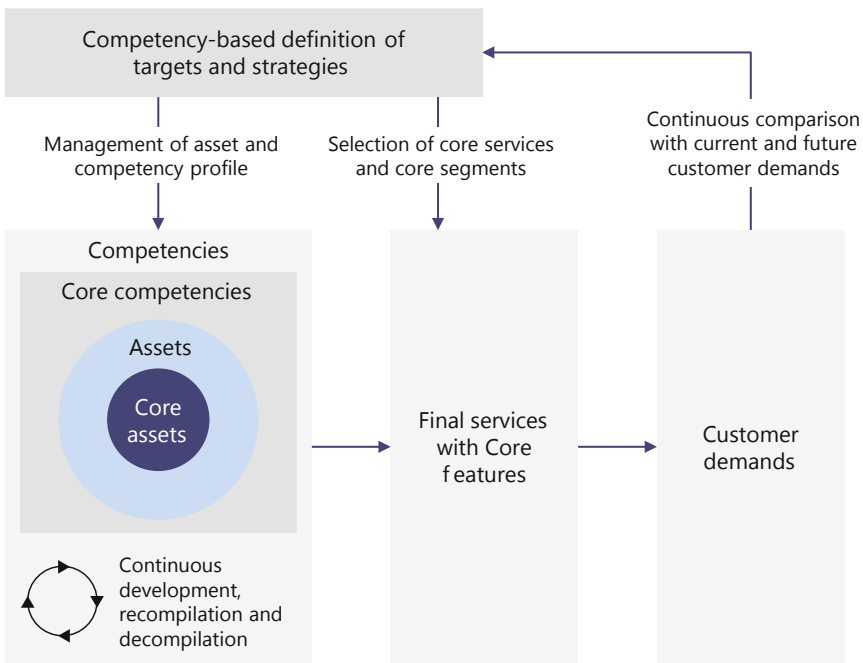 Competency-based definition of
targets and strategies
Management of asset and
competency profile
Selection of core services
and core segments
Continuous comparison
with current and future
customer demands
Competencies
Core competencies
Assets
Core
assets
Continuous
development,
recompilation and
decompilation
Final services
with Core
features
Customer
demands